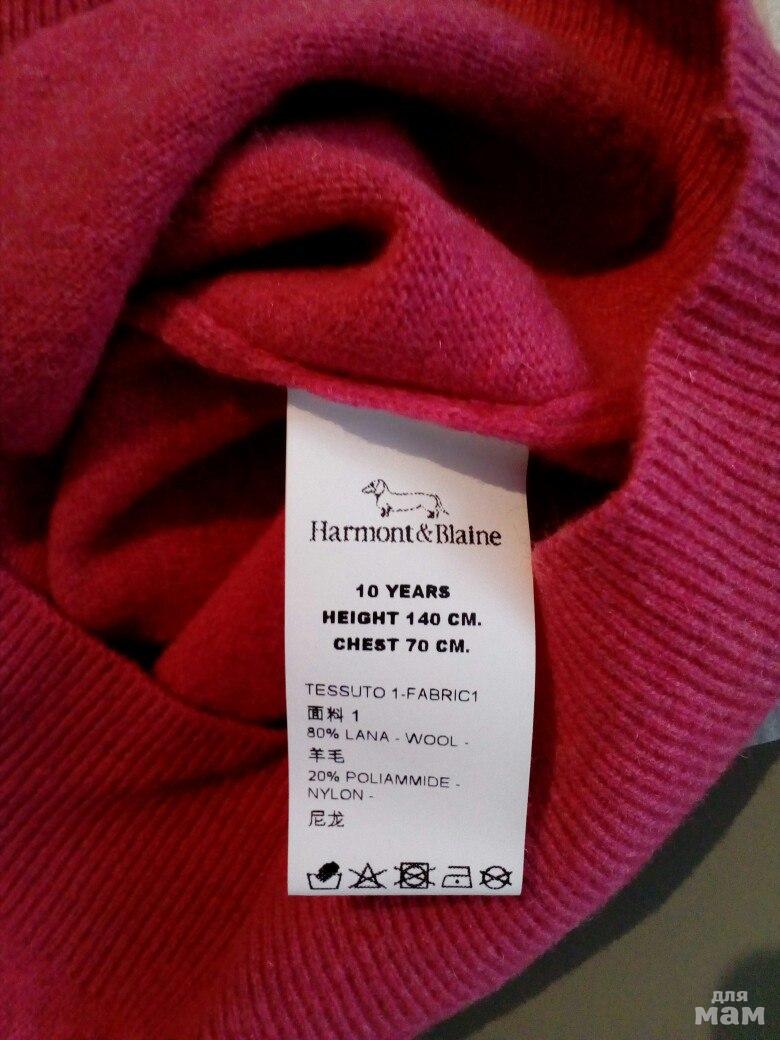 Harmont&Blaine
10 YEARS
HEIGHT 140 CM.
CHEST 70 CM.
TESSUTO 1-FABRIC1
面料 1
80% LANA - WOOL -
羊毛
20% POLIAMMIDE -
NYLON -
尼龙
для
мам